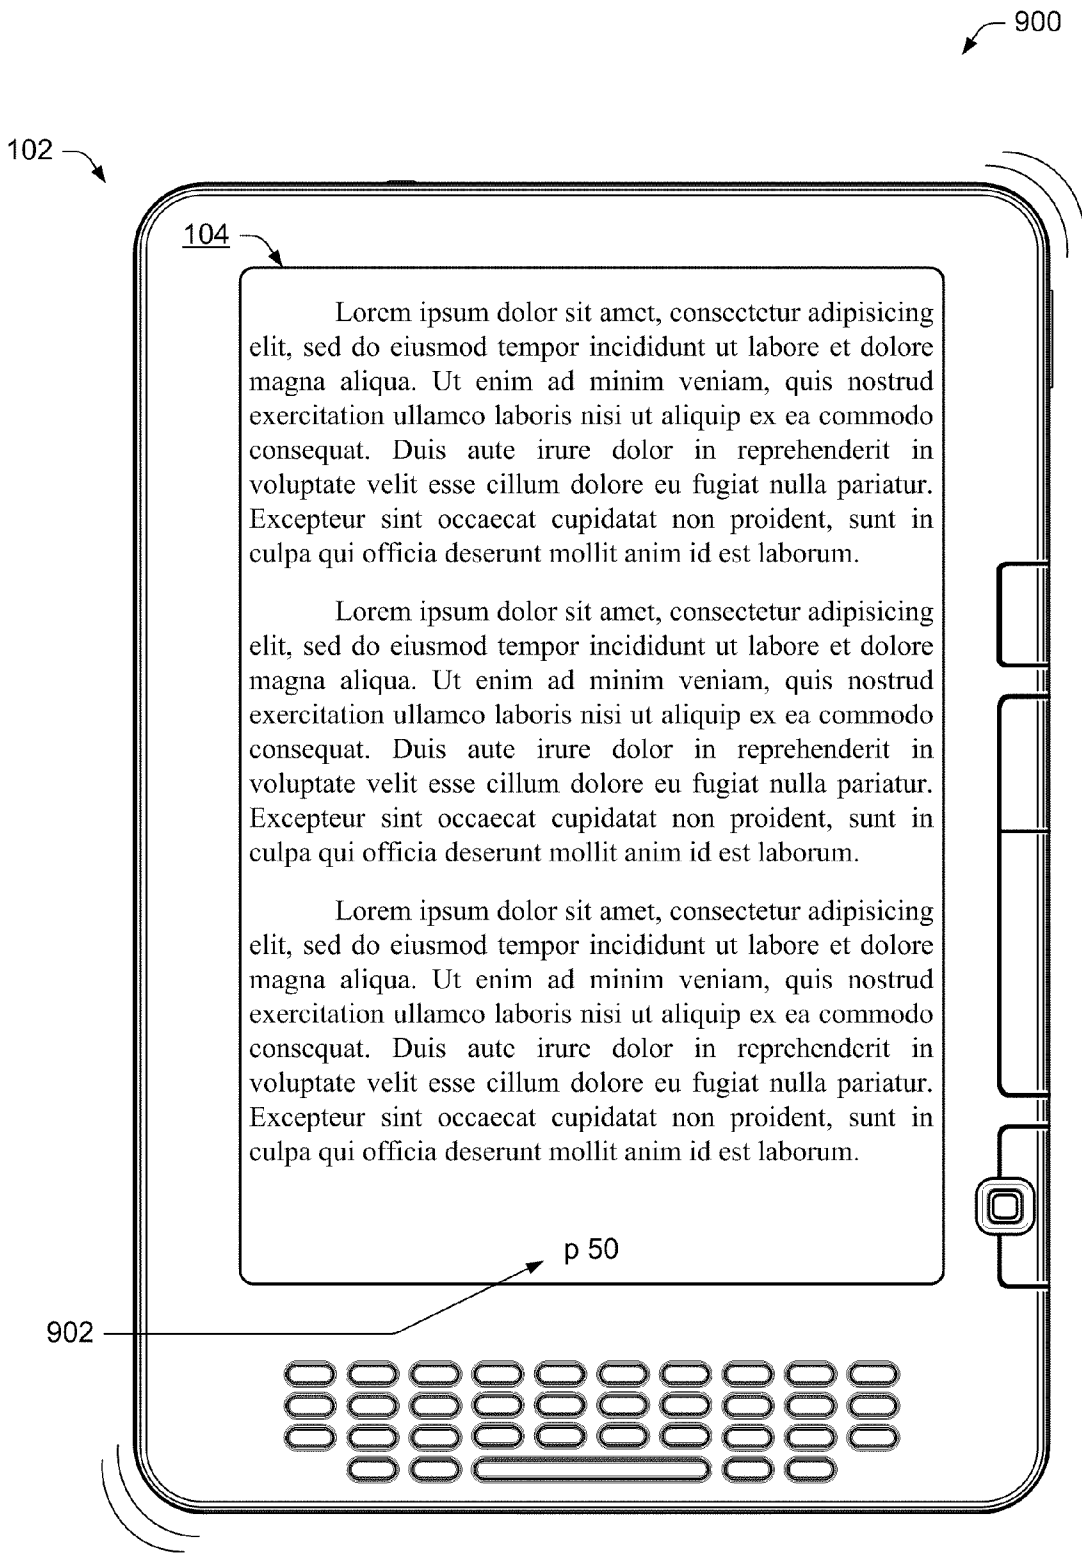 900
102
104
Lorem ipsum dolor sit amet, consectetur adipisicing
elit, sed do eiusmod tempor incididunt ut labore et dolore
magna aliqua. Ut enim ad minim veniam, quis nostrud
exercitation ullamco laboris nisi ut aliquip ex ea commodo
consequat. Duis aute irure dolor in reprehenderit in
voluptate velit esse cillum dolore eu fugiat nulla pariatur.
Excepteur sint occaecat cupidatat non proident, sunt in
culpa qui officia deserunt mollit anim id est laborum.
Lorem ipsum dolor sit amet, consectetur adipisicing
elit, sed do eiusmod tempor incididunt ut labore et dolore
magna aliqua. Ut enim ad minim veniam, quis nostrud
exercitation ullamco laboris nisi ut aliquip ex ea commodo
consequat. Duis aute irure dolor in reprehenderit in
voluptate velit esse cillum dolore eu fugiat nulla pariatur.
Excepteur sint occaecat cupidatat non proident, sunt in
culpa qui officia deserunt mollit anim id est laborum.
Lorem ipsum dolor sit amet, consectetur adipisicing
elit, sed do eiusmod tempor incididunt ut labore et dolore
magna aliqua. Ut enim ad minim veniam, quis nostrud
exercitation ullamco laboris nisi ut aliquip ex ea commodo
consequat. Duis aute irure dolor in reprehenderit in
voluptate velit esse cillum dolore eu fugiat nulla pariatur.
Excepteur sint occaecat cupidatat non proident, sunt in
culpa qui officia deserunt mollit anim id est laborum.
p 50
902